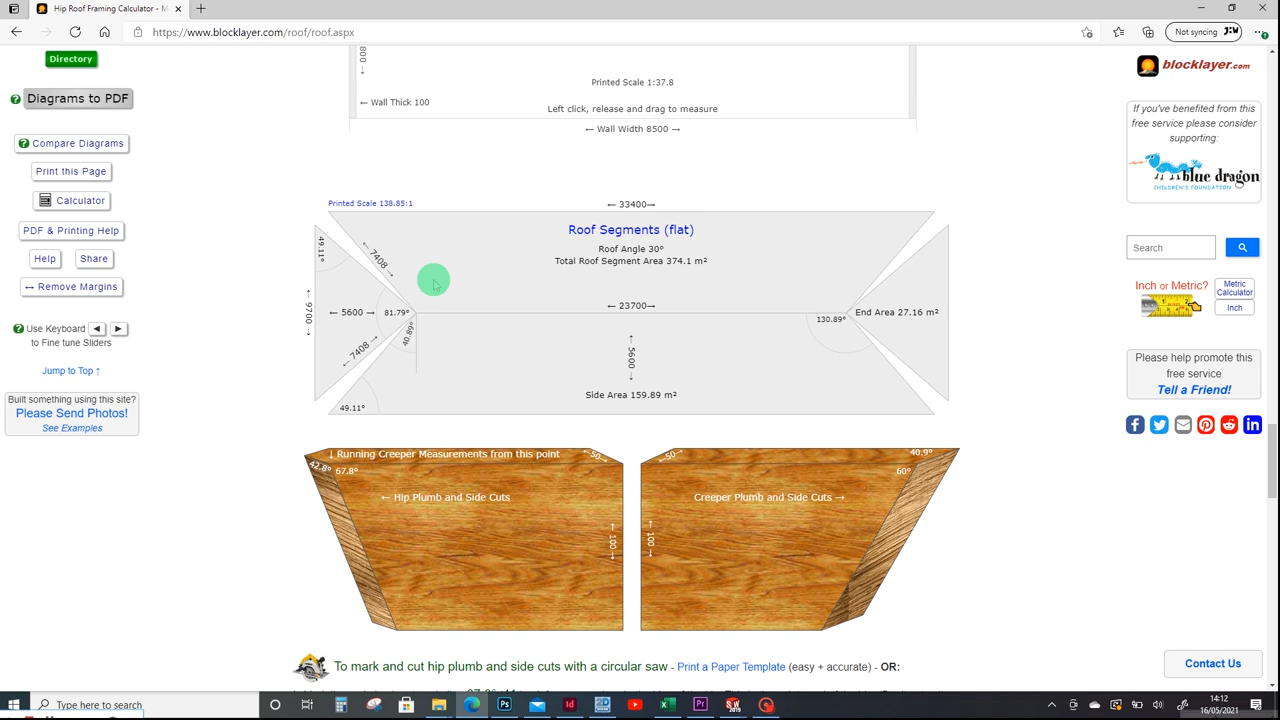 Hip Roof Framing Calculator - M
https://www.blocklayer.com/roof/roof.aspx
Not syncing
Directory
Diagrams to PDF
Compare Diagrams
Print this Page
Calculator
PDF & Printing Help
Help
Share
↔ Remove Margins
Use Keyboard ◄ ►
to Fine tune Sliders
Jump to Top ↑
Built something using this site?
Please Send Photos!
See Examples
800 →
Printed Scale 1:37.8
← Wall Thick 100
Left click, release and drag to measure
← Wall Width 8500 →
Printed Scale 138.85:1
← 33400→
Roof Segments (flat)
Roof Angle 30°
Total Roof Segment Area 374.1 m²
49.11°
← 7408 →
← 9700 →
← 5600 →
81.79°
← 23700→
End Area 27.16 m²
130.89°
40.89°
← 7408 →
←5600 →
Side Area 159.89 m²
49.11°
↓ Running Creeper Measurements from this point
←50→
←50→
40.9°
42.8°
67.8°
60°
← Hip Plumb and Side Cuts
Creeper Plumb and Side Cuts →
← 100 →
← 100 →
To mark and cut hip plumb and side cuts with a circular saw - Print a Paper Template (easy + accurate) - OR:
blocklayer.com
If you've benefited from this
free service please consider
supporting:
blue dragon
CHILDREN'S FOUNDATION
Search
Inch or Metric?
Metric
Calculator
Inch
Please help promote this
free service
Tell a Friend!
Contact Us
Type here to search
14:12
16/05/2021